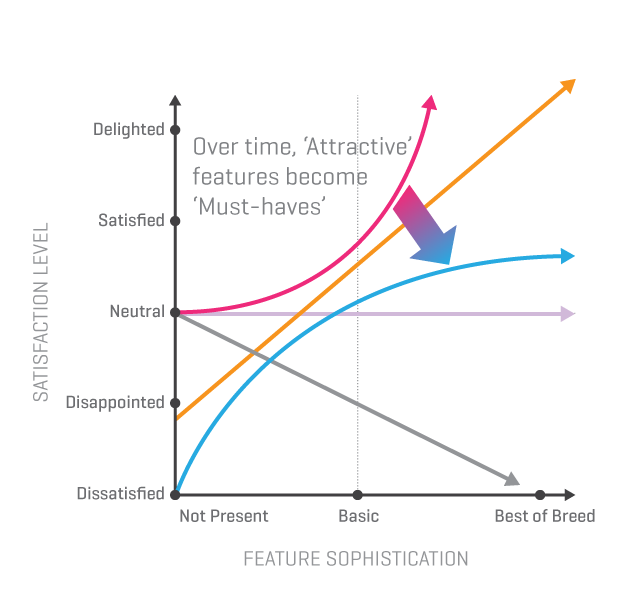 Delighted
Over time, ‘Attractive’
features become
‘Must-haves’
Satisfied
Neutral
Disappointed
Dissatisfied
SATISFACTION LEVEL
Not Present
Basic
Best of Breed
FEATURE SOPHISTICATION